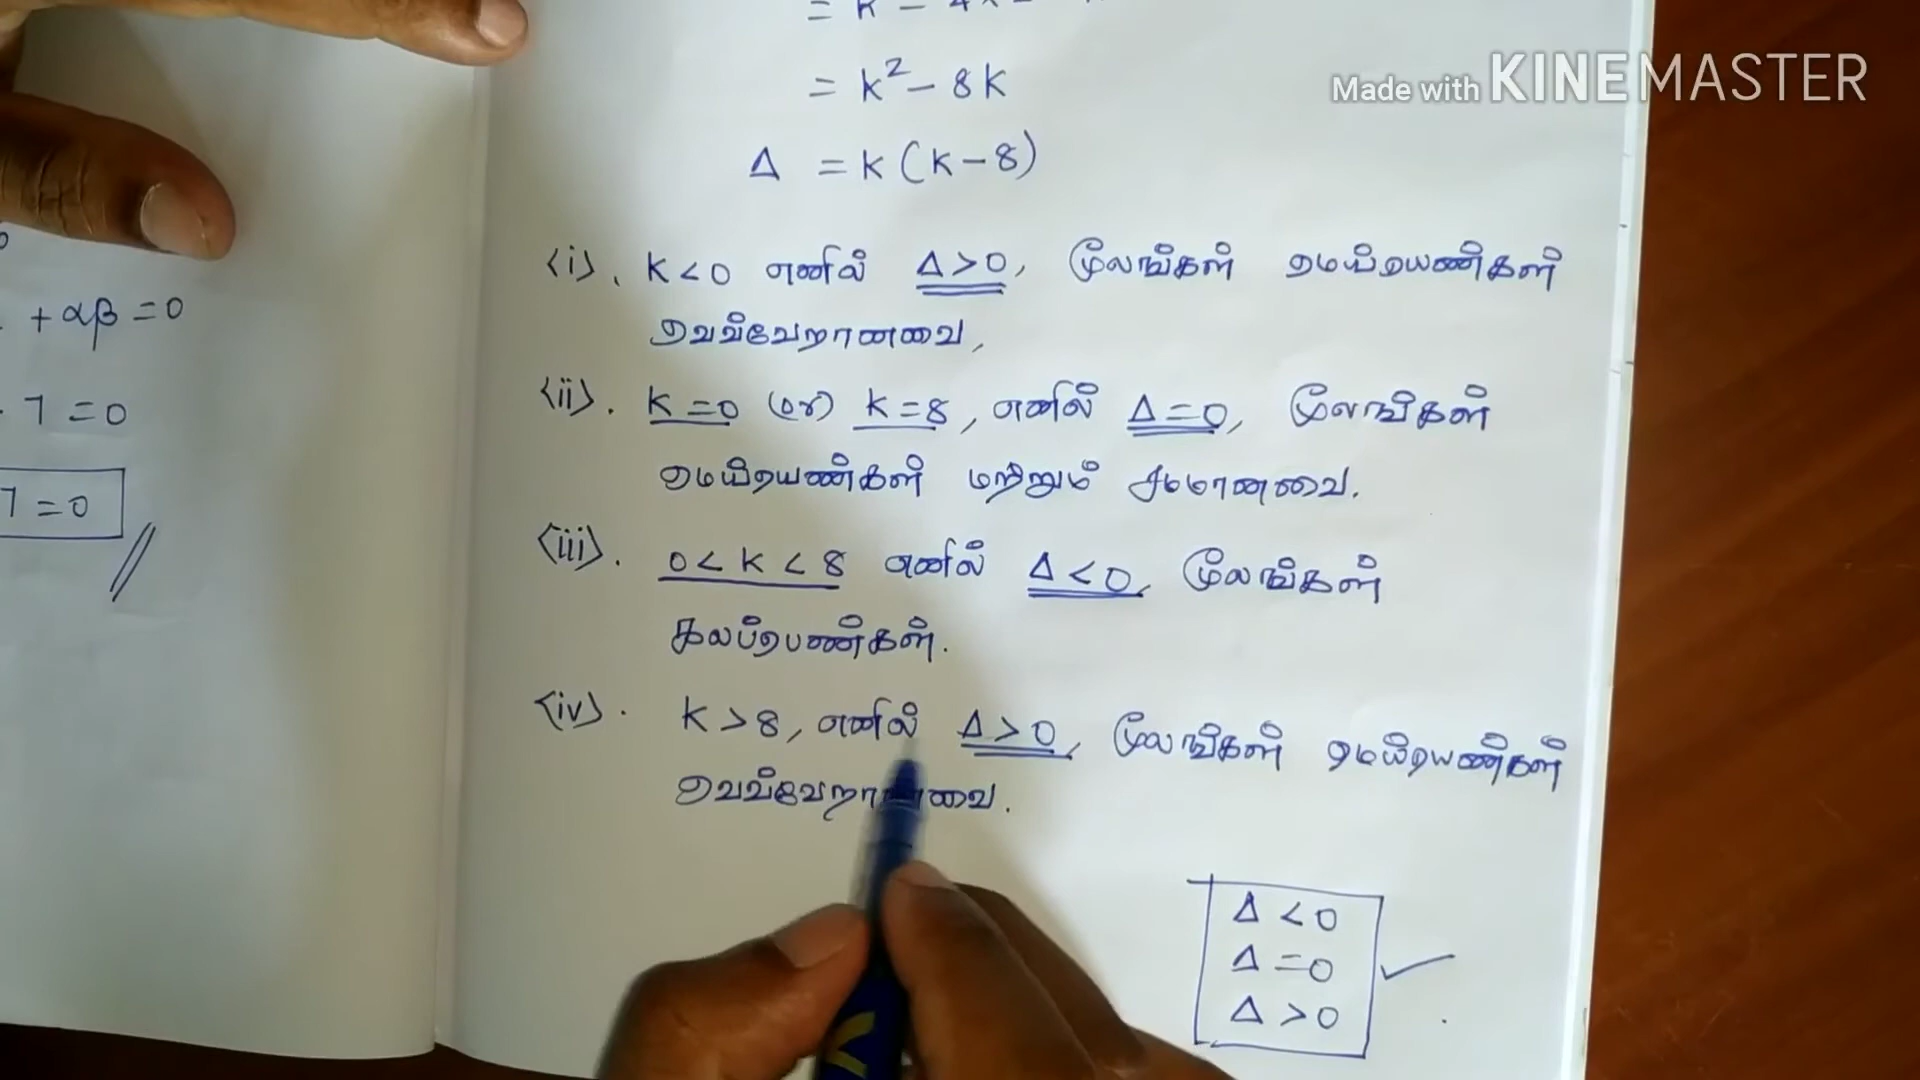 = k² - 8k
Δ = k (k-8)
(i). k<0 எனில் Δ>0, மூலங்கள் மெய்யெண்கள்
வெவ்வேறானவை,
(ii). k=0 (or) k=8, எனில் Δ=0, மூலங்கள்
மெய்யெண்கள் மற்றும் சமமானவை.
(iii). 0<k<8 எனில் Δ<0, மூலங்கள்
கலப்பெண்கள்.
(iv). k>8, எனில் Δ>0, மூலங்கள் மெய்யெண்கள்
வெவ்வேறானவை.
Δ<0
Δ=0
Δ>0
+αβ=0
7=0
7=0
Made with KINEMASTER